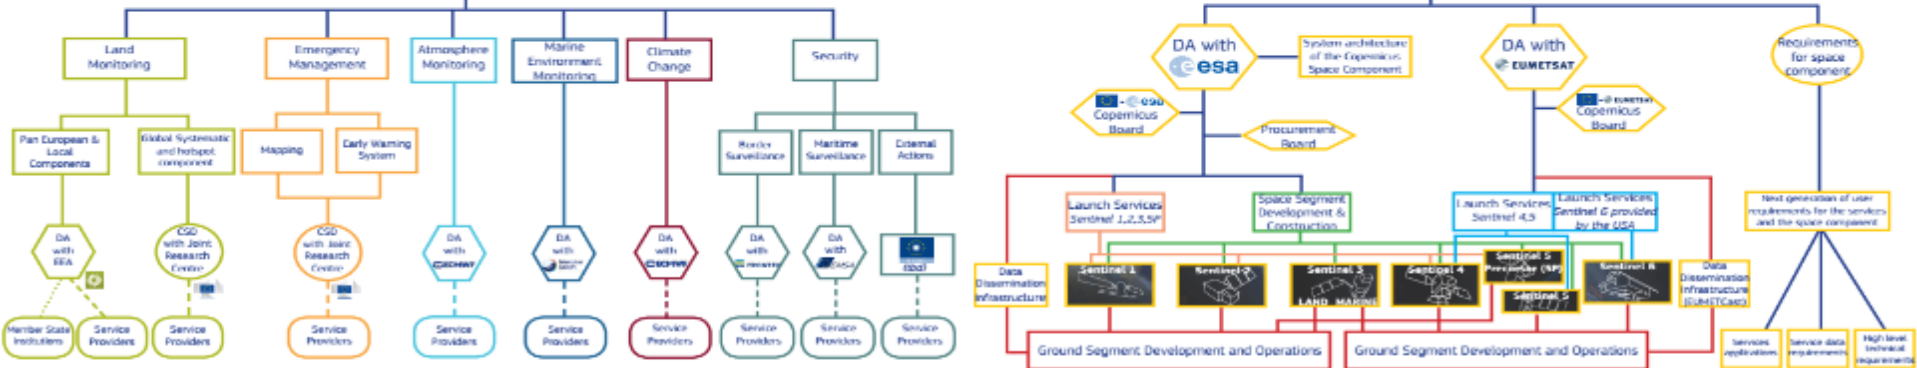 Land
Monitoring
Emergency
Management
Atmosphere
Monitoring
Marine
Environment
Monitoring
Climate
Change
Security
Pan European &
Local
Components
Global Systematic
and hotspot
component
Mapping
Early Warning
System
Border
Surveillance
Maritime
Surveillance
External
Actions
DA
with
EEA
CSD
with Joint
Research
Centre
CSD
with Joint
Research
Centre
DA
with
ECMWF
DA
with
DA
with
ECMWF
DA
with
FRONTEX
DA
with
EMSA
Member State
Institutions
Service
Providers
Service
Providers
Service
Providers
Service
Providers
Service
Providers
Service
Providers
Service
Providers
Service
Providers
Service
Providers
DA with
esa
System architecture
of the Copernicus
Space Component
DA with
EUMETSAT
Requirements
for space
component
esa
Copernicus
Board
Procurement
Board
EUMETSAT
Copernicus
Board
Launch Services
Sentinel 1,2,3,5P
Space Segment
Development &
Construction
Launch Services
Sentinel 4,5
Launch Services
Sentinel 6 provided
by the USA
Next generation of user
requirements for the services
and the space component
Data
Dissemination
Infrastructure
Sentinel 1
Sentinel 2
Sentinel 3
LAND MARINE
Sentinel 4
Sentinel 5
Precursor (5P)
Sentinel 5
Sentinel 6
Data
Dissemination
Infrastructure
(EUMETCast)
Ground Segment Development and Operations
Ground Segment Development and Operations
Services
applications
Service data
requirements
High level
technical
requirements